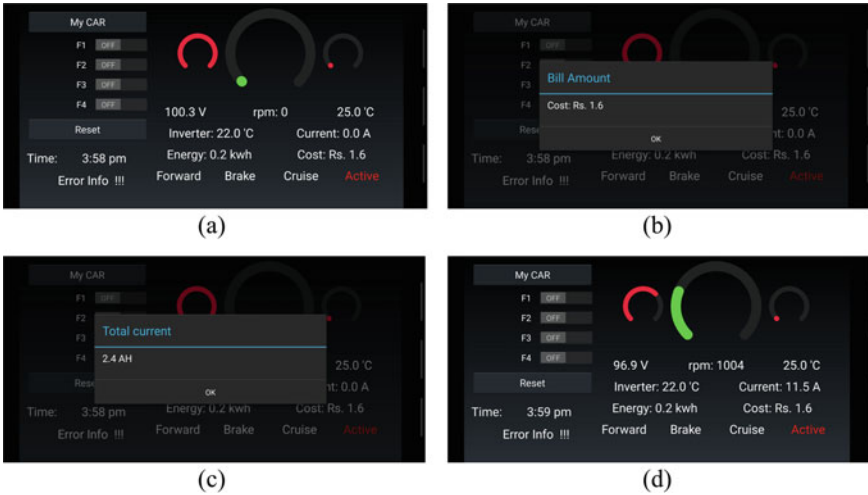 My CAR
F1 OFF
F2 OFF
F3 OFF
F4 OFF
Reset
100.3 V rpm: 0 25.0 'C
Inverter: 22.0 'C Current: 0.0 A
Time: 3:58 pm Energy: 0.2 kwh Cost: Rs. 1.6
Error Info !!! Forward Brake Cruise Active
(a)
My CAR
F1 OFF
F2
F3
F4
Bill Amount
Cost: Rs. 1.6
OK
25.0 'C
Rese nt: 0.0 A
Time: 3:58 pm Energy: 0.2 kwh Cost: Rs. 1.6
Error Info !!! Forward Brake Cruise Active
(b)
My CAR
F1 OFF
F2
F3
F4
Total current
2.4 AH
OK
25.0 'C
Rese nt: 0.0 A
Time: 3:58 pm Energy: 0.2 kwh Cost: Rs. 1.6
Error Info !!! Forward Brake Cruise Active
(c)
My CAR
F1 OFF
F2 OFF
F3 OFF
F4 OFF
Reset
96.9 V rpm: 1004 25.0 'C
Inverter: 22.0 'C Current: 11.5 A
Time: 3:59 pm Energy: 0.2 kwh Cost: Rs. 1.6
Error Info !!! Forward Brake Cruise Active
(d)